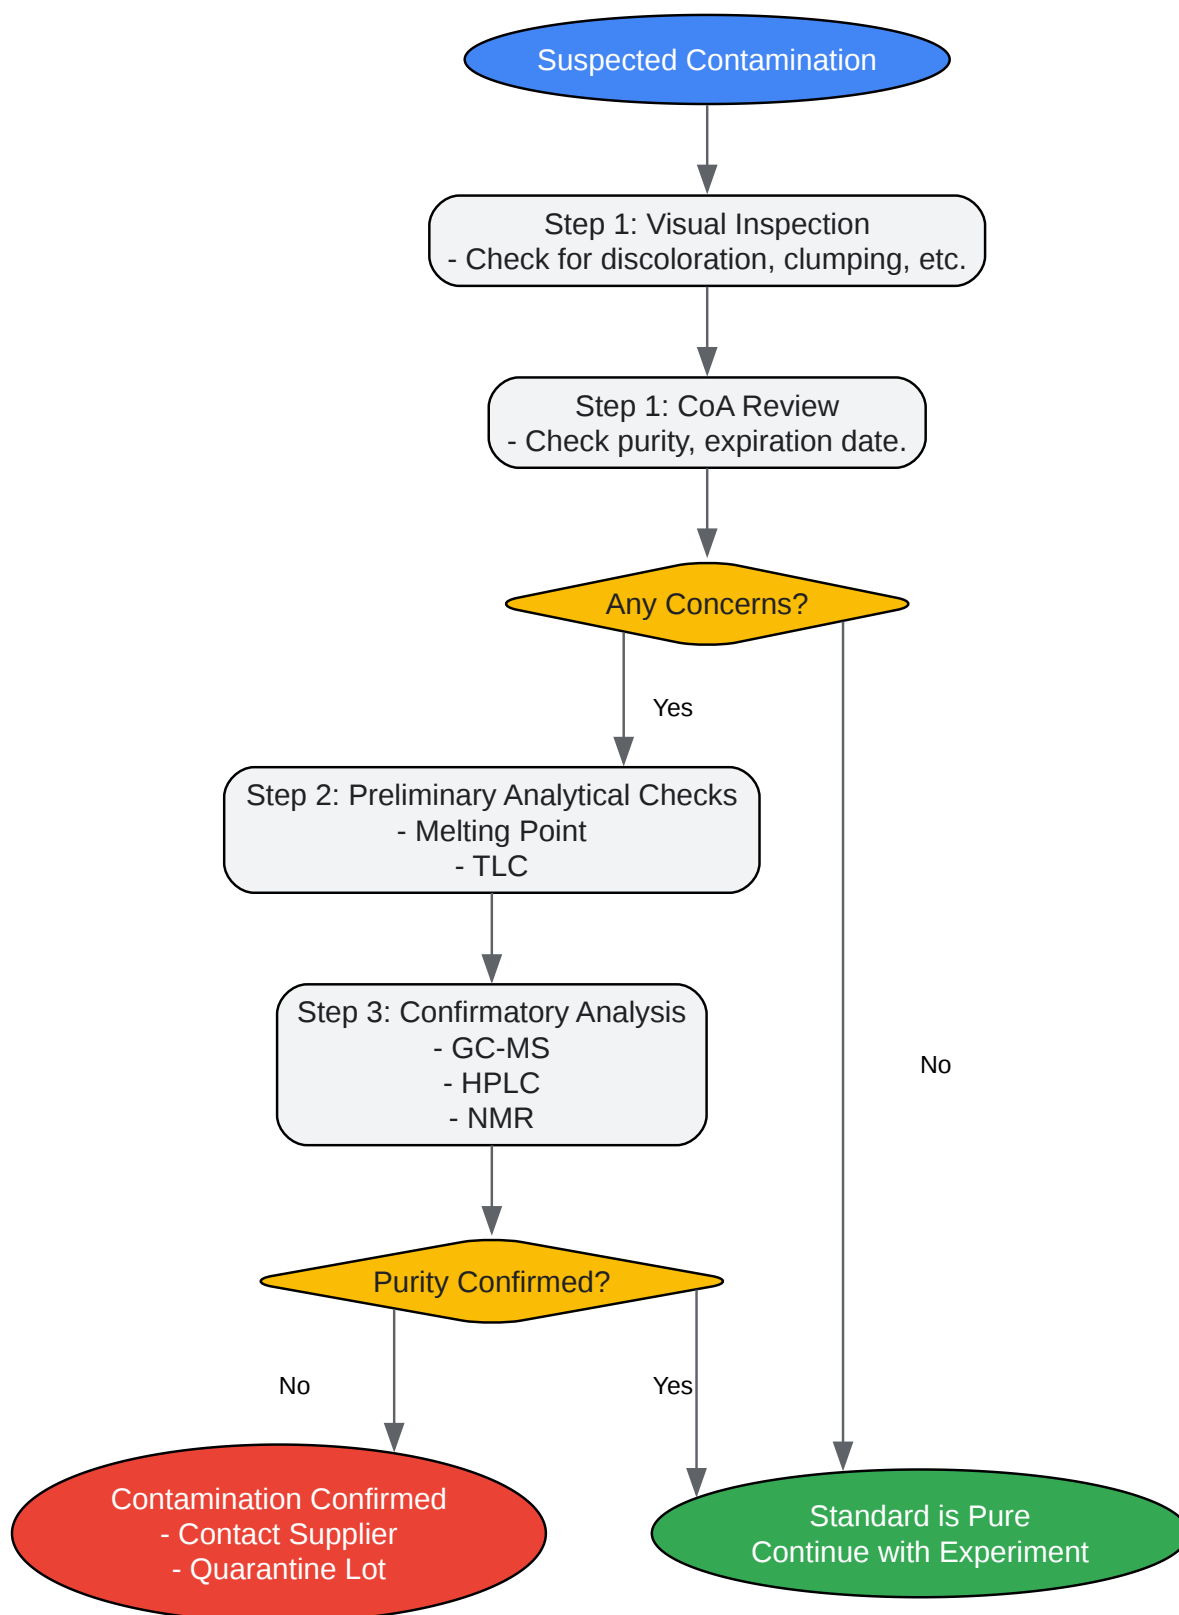 Suspected Contamination
Step 1: Visual Inspection
- Check for discoloration, clumping, etc.
Step 1: CoA Review
- Check purity, expiration date.
Any Concerns?
Yes
Step 2: Preliminary Analytical Checks
- Melting Point
- TLC
Step 3: Confirmatory Analysis
- GC-MS
- HPLC
- NMR
No
Purity Confirmed?
No
Yes
Contamination Confirmed
- Contact Supplier
- Quarantine Lot
Standard is Pure
Continue with Experiment